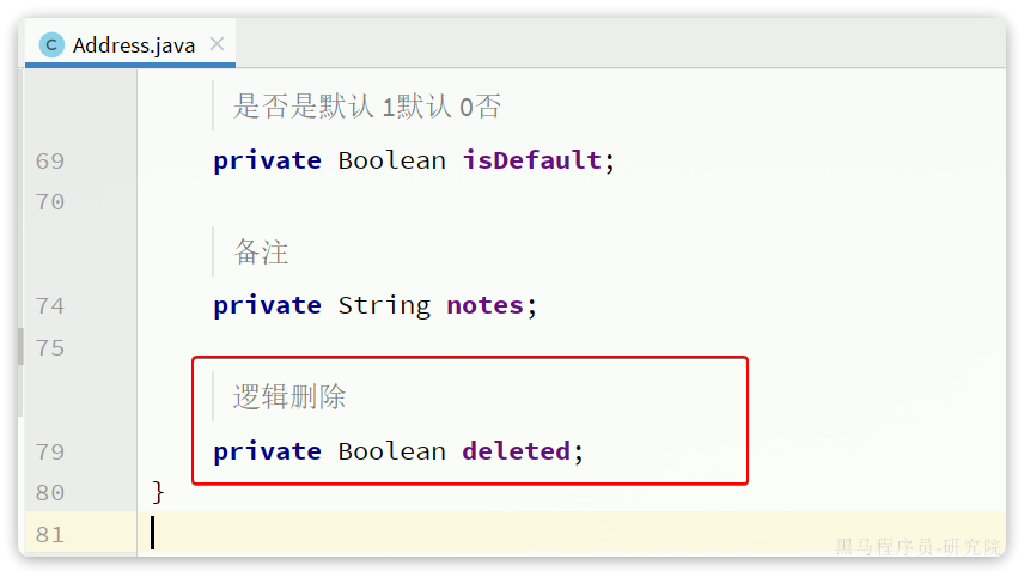 Address.java
是否是默认 1默认 0否
69 private Boolean isDefault;
70
备注
74 private String notes;
75
逻辑删除
79 private Boolean deleted;
80 }
81
黑马程序员-研究院